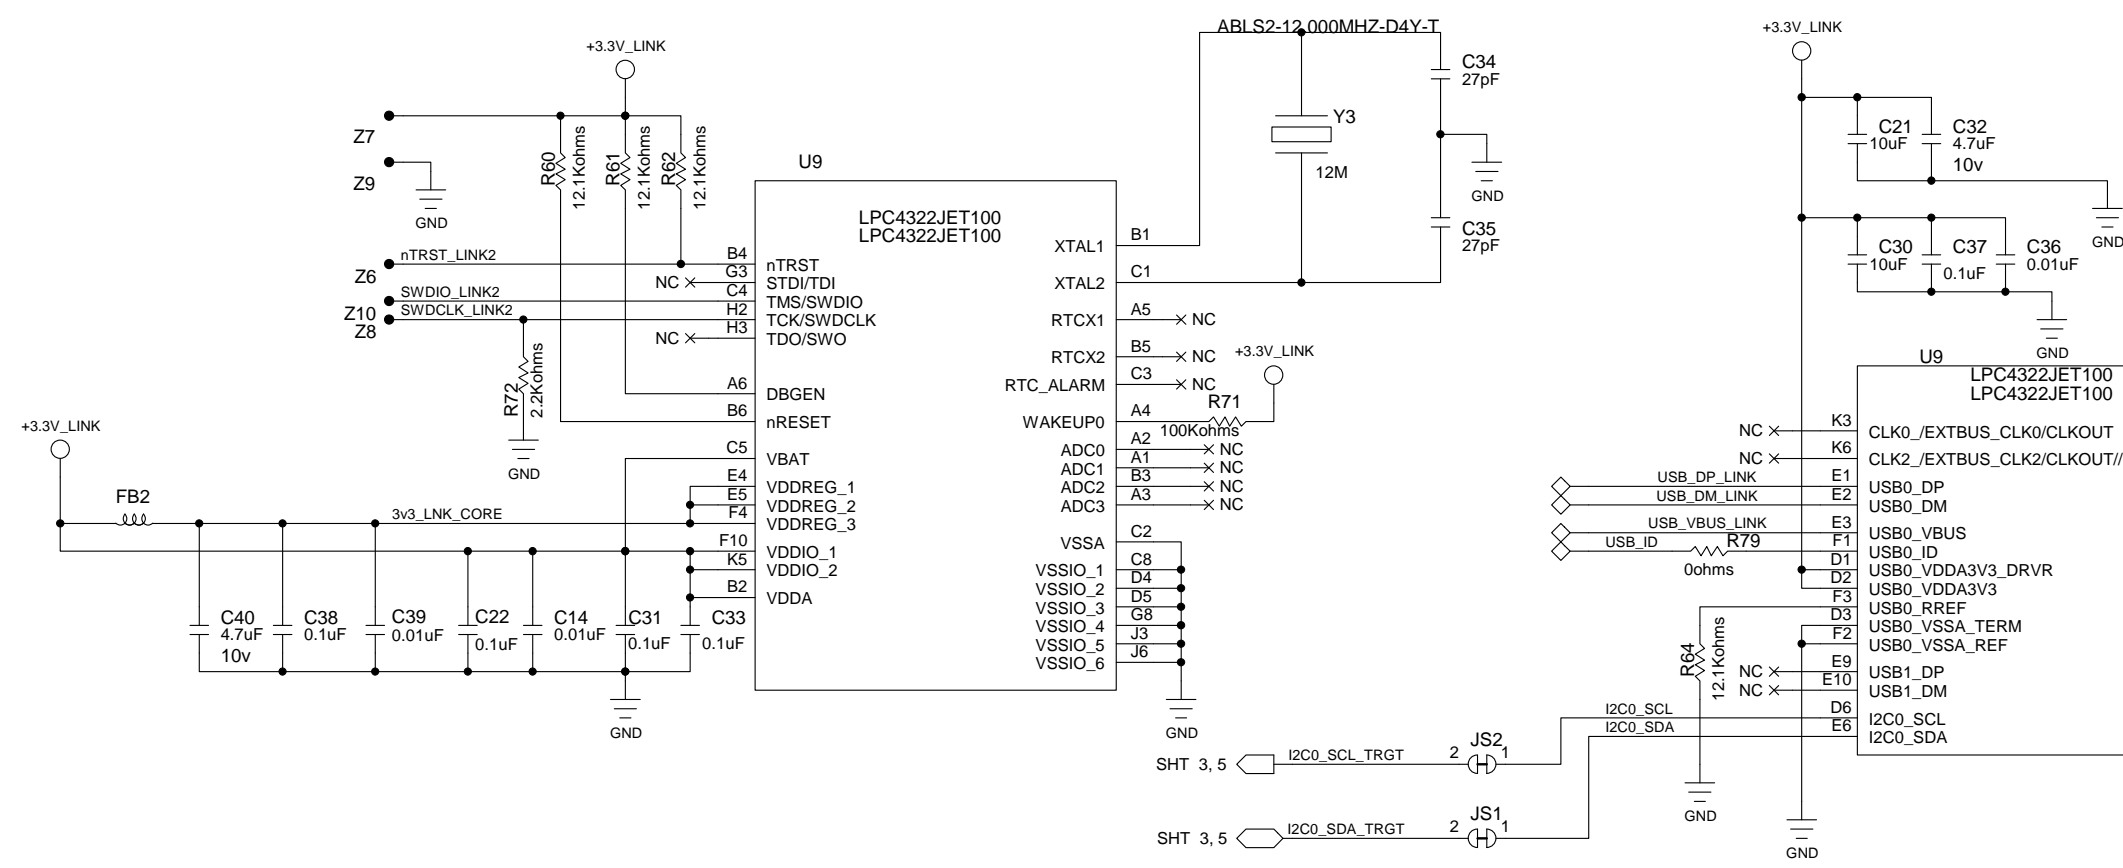 ABLS2-12.000MHZ-D4Y-T
+3.3V_LINK
+3.3V_LINK
C34
27pF
Z7
Z9
GND
R60
12.1Kohms
R61
12.1Kohms
R62
12.1Kohms
Y3
12M
GND
C35
27pF
C21
10uF
C32
4.7uF
10v
GND
C30
10uF
C37
0.1uF
C36
0.01uF
GND
U9
LPC4322JET100
LPC4322JET100
Z6
nTRST_LINK2
B4
nTRST
NC
G3
STDI/TDI
Z10
SWDIO_LINK2
C4
TMS/SWDIO
Z8
SWDCLK_LINK2
H2
TCK/SWDCLK
NC
H3
TDO/SWO
R72
2.2Kohms
GND
A6
DBGEN
B6
nRESET
C5
VBAT
E4
VDDREG_1
E5
VDDREG_2
F4
VDDREG_3
F10
VDDIO_1
K5
VDDIO_2
B2
VDDA
+3.3V_LINK
FB2
3v3_LNK_CORE
C40
4.7uF
10v
C38
0.1uF
C39
0.01uF
C22
0.1uF
C14
0.01uF
C31
0.1uF
C33
0.1uF
GND
XTAL1
B1
XTAL2
C1
RTCX1
A5
NC
RTCX2
B5
NC
RTC_ALARM
C3
NC
WAKEUP0
A4
R71
100Kohms
+3.3V_LINK
ADC0
A2
NC
ADC1
A1
NC
ADC2
B3
NC
ADC3
A3
NC
VSSA
C2
VSSIO_1
C8
VSSIO_2
D4
VSSIO_3
D5
VSSIO_4
G8
VSSIO_5
J3
VSSIO_6
J6
GND
U9
LPC4322JET100
LPC4322JET100
NC
K3
CLK0_/EXTBUS_CLK0/CLKOUT
NC
K6
CLK2_/EXTBUS_CLK2/CLKOUT//
USB_DP_LINK
E1
USB0_DP
USB_DM_LINK
E2
USB0_DM
USB_VBUS_LINK
E3
USB0_VBUS
USB_ID
R79
0ohms
F1
USB0_ID
D1
USB0_VDDA3V3_DRVR
D2
USB0_VDDA3V3
F3
USB0_RREF
D3
USB0_VSSA_TERM
F2
USB0_VSSA_REF
R64
12.1Kohms
GND
NC
E9
USB1_DP
NC
E10
USB1_DM
I2C0_SCL
D6
I2C0_SCL
I2C0_SDA
E6
I2C0_SDA
SHT 3, 5
I2C0_SCL_TRGT
2
JS2
1
SHT 3, 5
I2C0_SDA_TRGT
2
JS1
1
GND